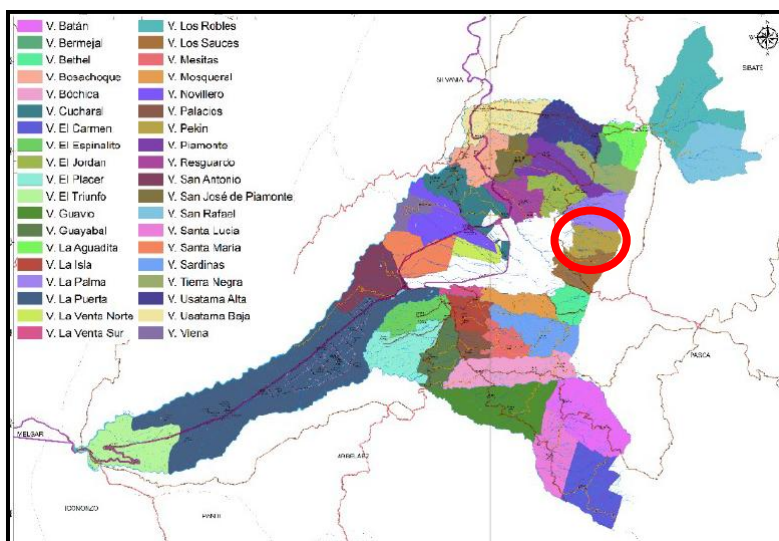 V. Batán
V. Bermejal
V. Bethel
V. Bosachoque
V. Bóchica
V. Cucharal
V. El Carmen
V. El Espinalito
V. El Jordan
V. El Placer
V. El Triunfo
V. Guavio
V. Guayabal
V. La Aguadita
V. La Isla
V. La Palma
V. La Puerta
V. La Venta Norte
V. La Venta Sur
V. Los Robles
V. Los Sauces
V. Mesitas
V. Mosqueral
V. Novillero
V. Palacios
V. Pekin
V. Piamonte
V. Resguardo
V. San Antonio
V. San José de Piamonte
V. San Rafael
V. Santa Lucia
V. Santa Maria
V. Sardinas
V. Tierra Negra
V. Usatama Alta
V. Usatama Baja
V. Viena
SILVANIA
SIBATÉ
PASCA
MELGAR
ARBELAEZ
ICONONZO
PANDI